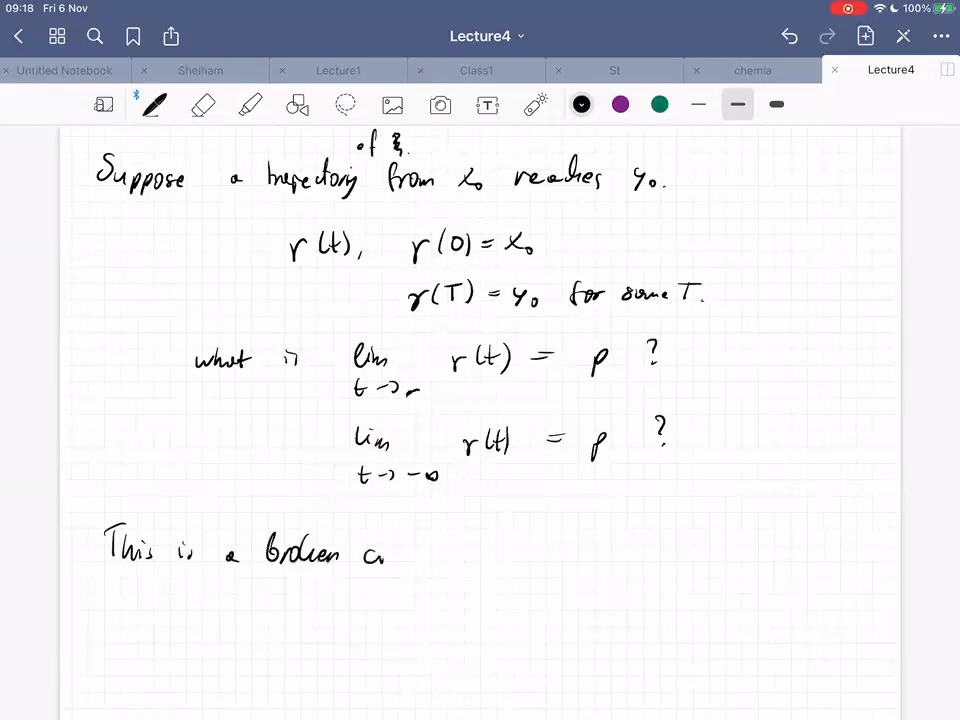 09:18 Fri 6 Nov 100%
Lecture4
Untitled Notebook Sheiham Lecture1 Class1 St chemia Lecture4
of ξ.
Suppose a trajectory from x₀ reaches y₀.
γ(t), γ(0) = x₀
γ(T) = y₀ for some T.
what is lim γ(t) = p ?
t →
lim γ(t) = p ?
t → -∞
This is a broken